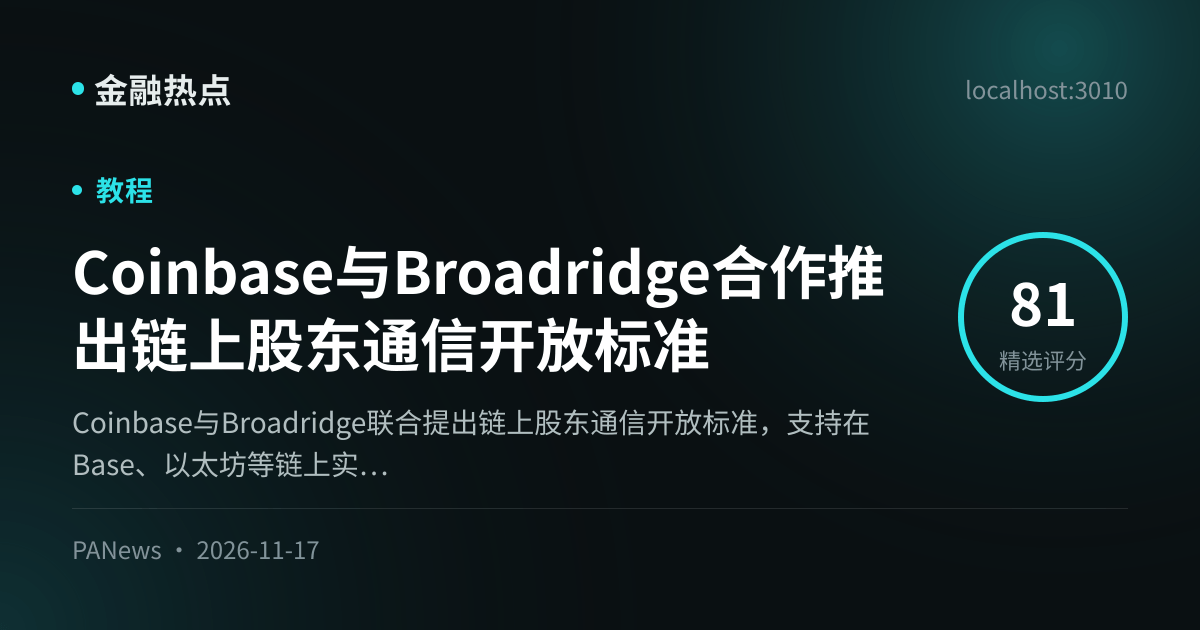 金融热点
localhost:3010
教程
Coinbase与Broadridge合作推
出链上股东通信开放标准
81
精选评分
Coinbase与Broadridge联合提出链上股东通信开放标准，支持在
Base、以太坊等链上实…
PANews • 2026-11-17